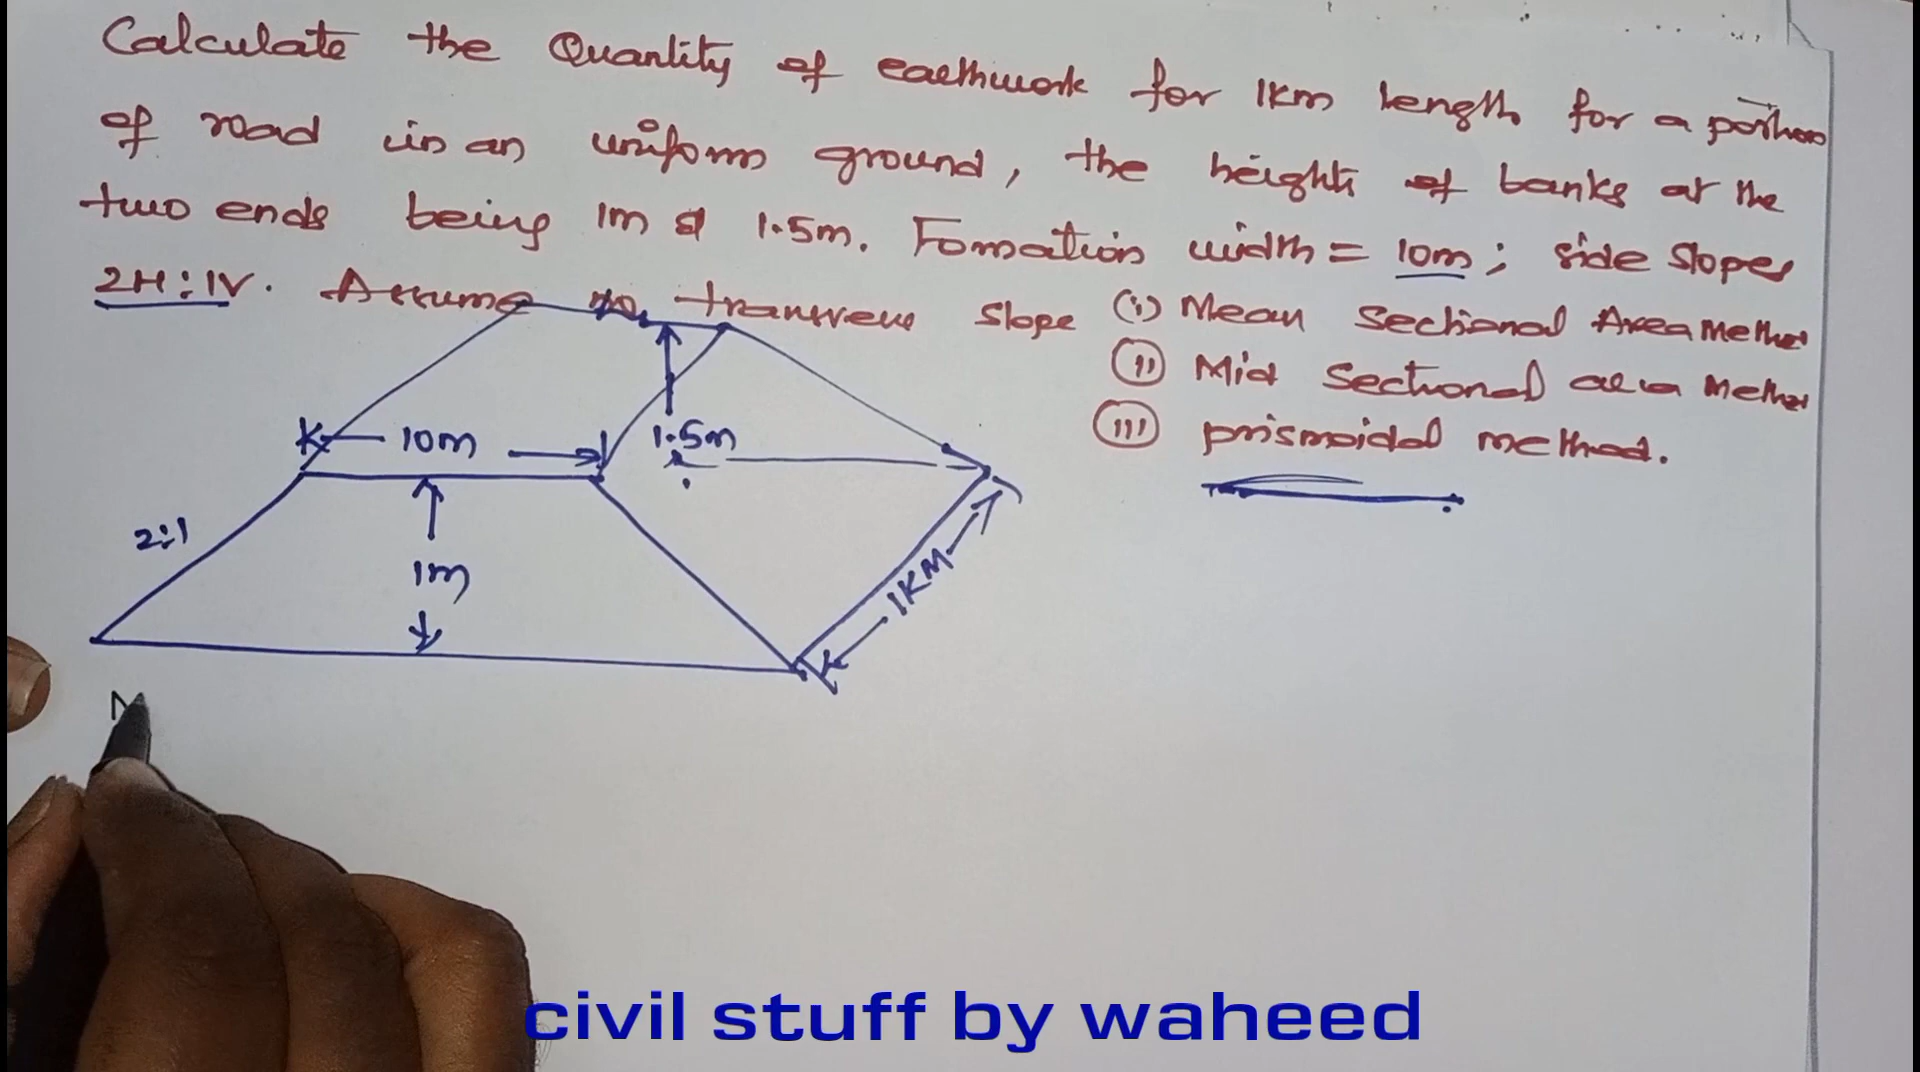 Calculate the Quantity of earthwork for 1km length for a portion
of road in an uniform ground, the heights of banks at the
two ends being 1m & 1.5m. Formation width = 10m; side slopes
2H:1V. Assume no transverse slope (i) Mean Sectional Area Method
(ii) Mid Sectional area Method
(iii) prismoidal method.
10m
1.5m
2:1
1m
1KM
civil stuff by waheed